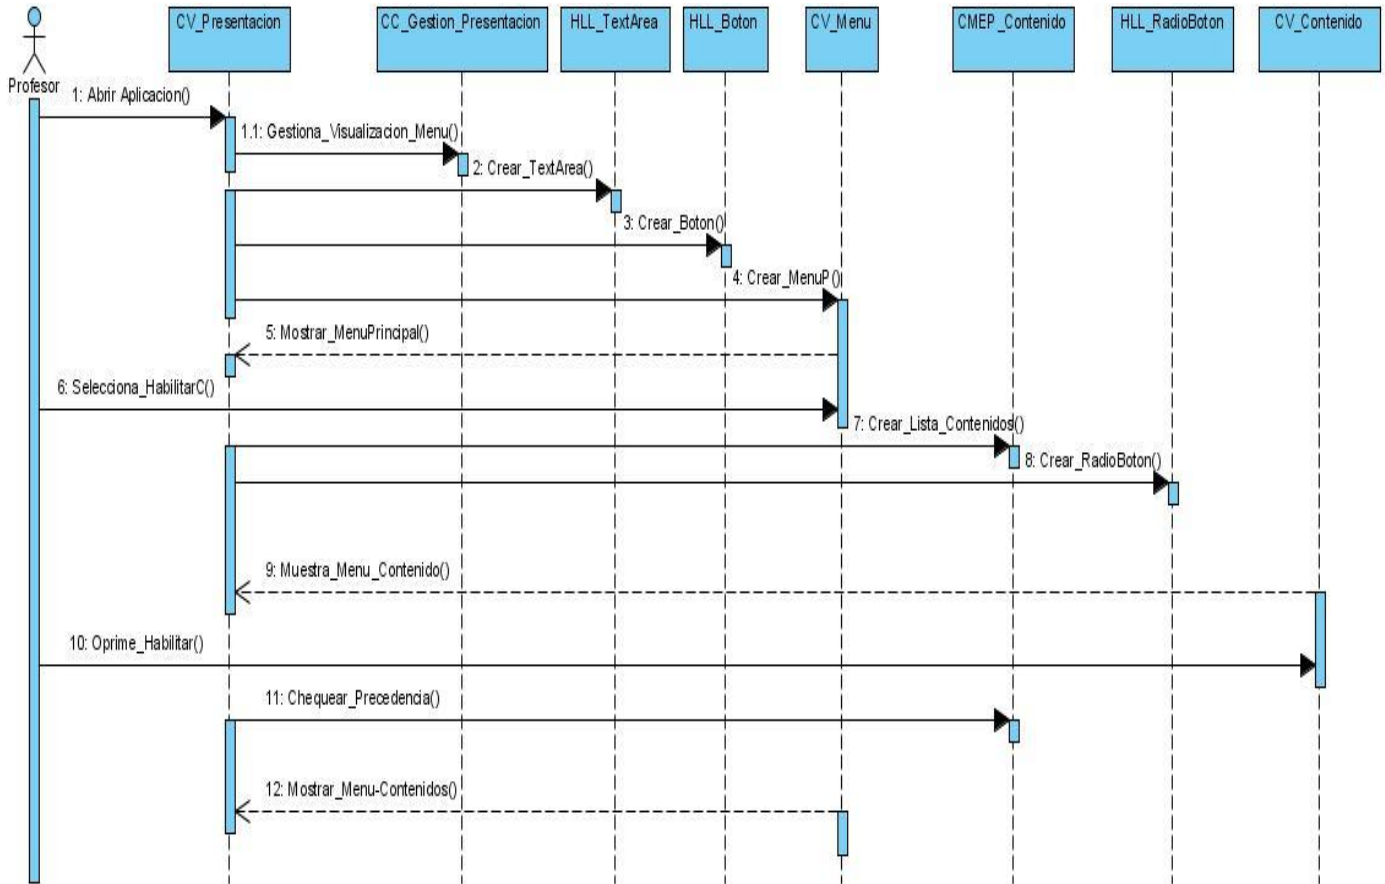 CV_Presentacion
CC_Gestion_Presentacion
HLL_TextArea
HLL_Boton
CV_Menu
CMEP_Contenido
HLL_RadioBoton
CV_Contenido
Profesor
1: Abrir Aplicacion()
1.1: Gestiona_Visualizacion_Menu()
2: Crear_TextArea()
3: Crear_Boton()
4: Crear_MenuP()
5: Mostrar_MenuPrincipal()
6: Selecciona_HabilitarC()
7: Crear_Lista_Contenidos()
8: Crear_RadioBoton()
9: Muestra_Menu_Contenido()
10: Oprime_Habilitar()
11: Chequear_Precedencia()
12: Mostrar_Menu-Contenidos()